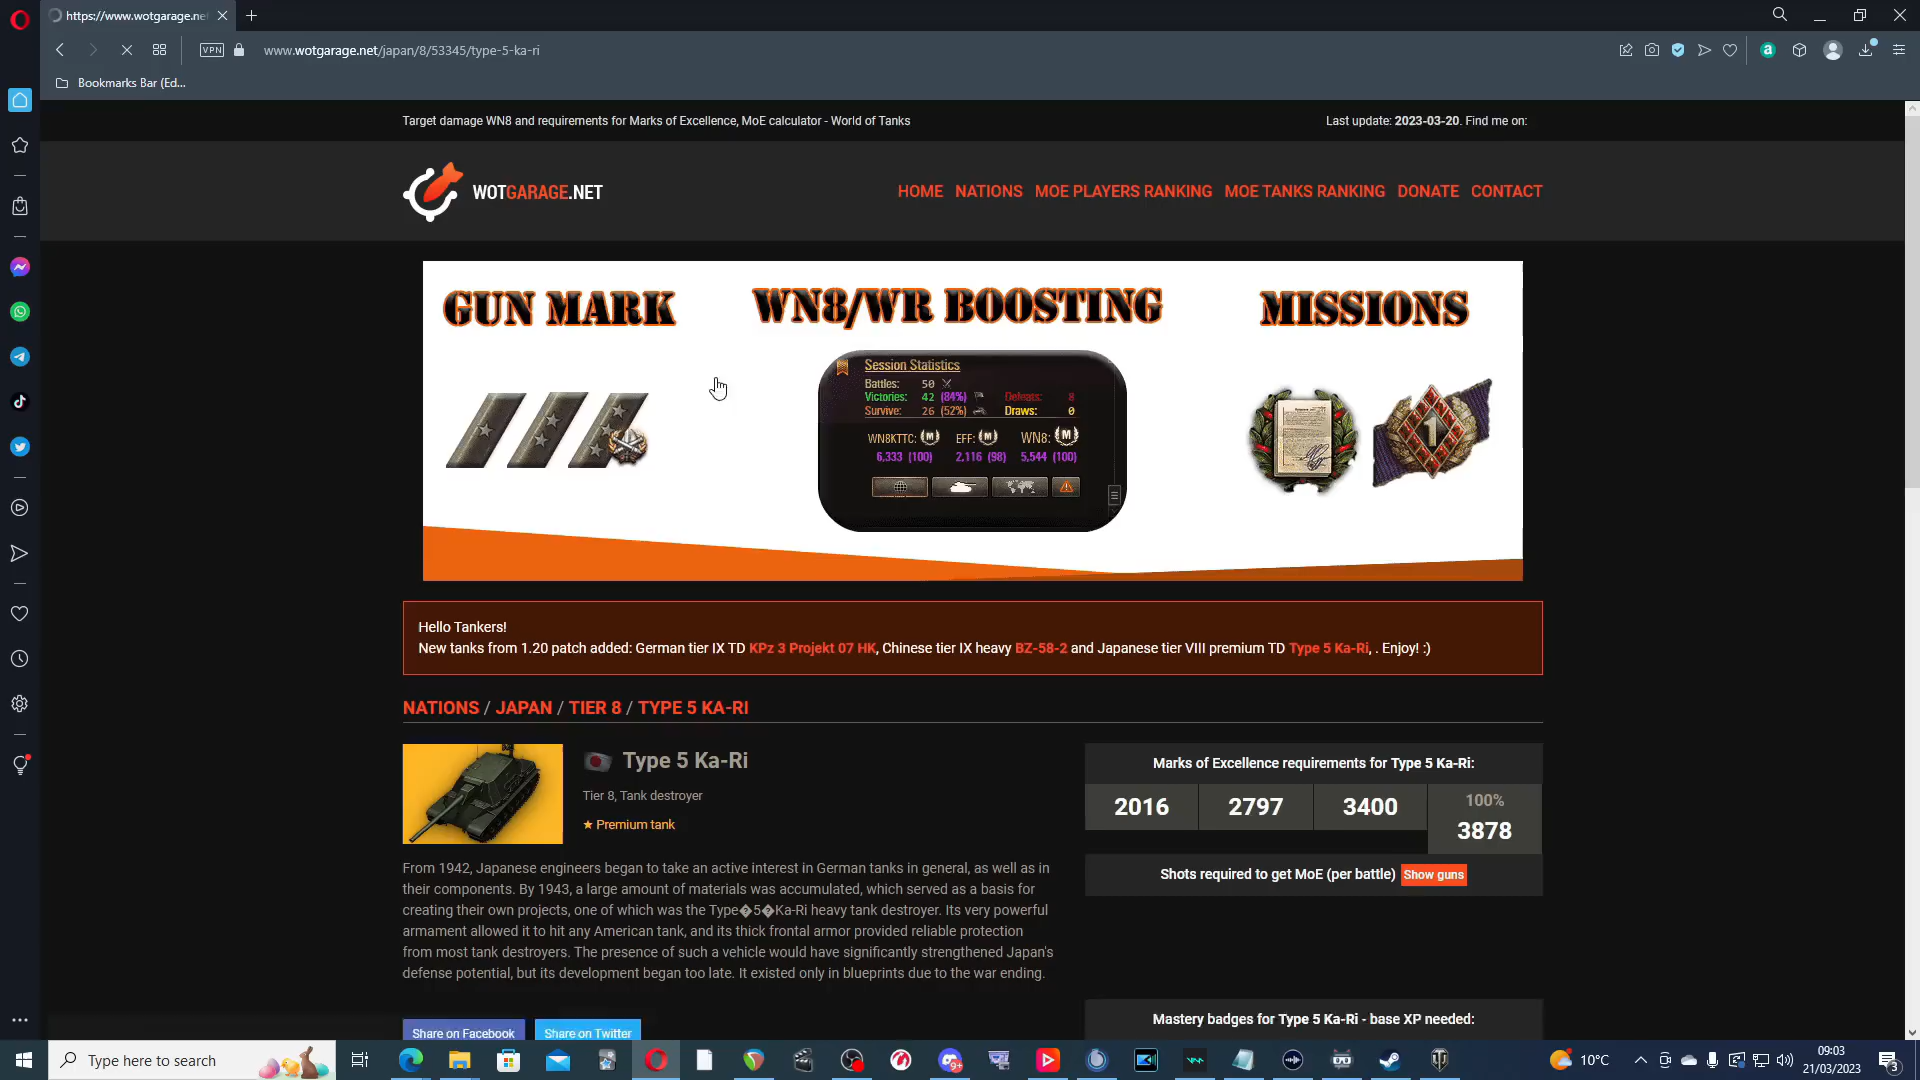 https://www.wotgarage.ne
VPN
www.wotgarage.net/japan/8/53345/type-5-ka-ri
Bookmarks Bar (Ed...
Target damage WN8 and requirements for Marks of Excellence, MoE calculator - World of Tanks
Last update: 2023-03-20. Find me on:
WOTGARAGE.NET
HOME NATIONS MOE PLAYERS RANKING MOE TANKS RANKING DONATE CONTACT
GUN MARK
WN8/WR BOOSTING
MISSIONS
Session Statistics
Battles: 50
Victories: 42 (84%) Defeats: 8
Survive: 26 (52%) Draws: 0
WN8KTTC: M EFF: M WN8: M
6,333 (100) 2,116 (98) 5,544 (100)
1
Hello Tankers!
New tanks from 1.20 patch added: German tier IX TD KPz 3 Projekt 07 HK, Chinese tier IX heavy BZ-58-2 and Japanese tier VIII premium TD Type 5 Ka-Ri, . Enjoy! :)
NATIONS / JAPAN / TIER 8 / TYPE 5 KA-RI
Type 5 Ka-Ri
Tier 8, Tank destroyer
★ Premium tank
From 1942, Japanese engineers began to take an active interest in German tanks in general, as well as in
their components. By 1943, a large amount of materials was accumulated, which served as a basis for
creating their own projects, one of which was the Type�5�Ka-Ri heavy tank destroyer. Its very powerful
armament allowed it to hit any American tank, and its thick frontal armor provided reliable protection
from most tank destroyers. The presence of such a vehicle would have significantly strengthened Japan's
defense potential, but its development began too late. It existed only in blueprints due to the war ending.
Share on Facebook
Share on Twitter
Marks of Excellence requirements for Type 5 Ka-Ri:
2016 2797 3400
100%
3878
Shots required to get MoE (per battle) Show guns
Mastery badges for Type 5 Ka-Ri - base XP needed:
Type here to search
9+
10°C
09:03
21/03/2023
3